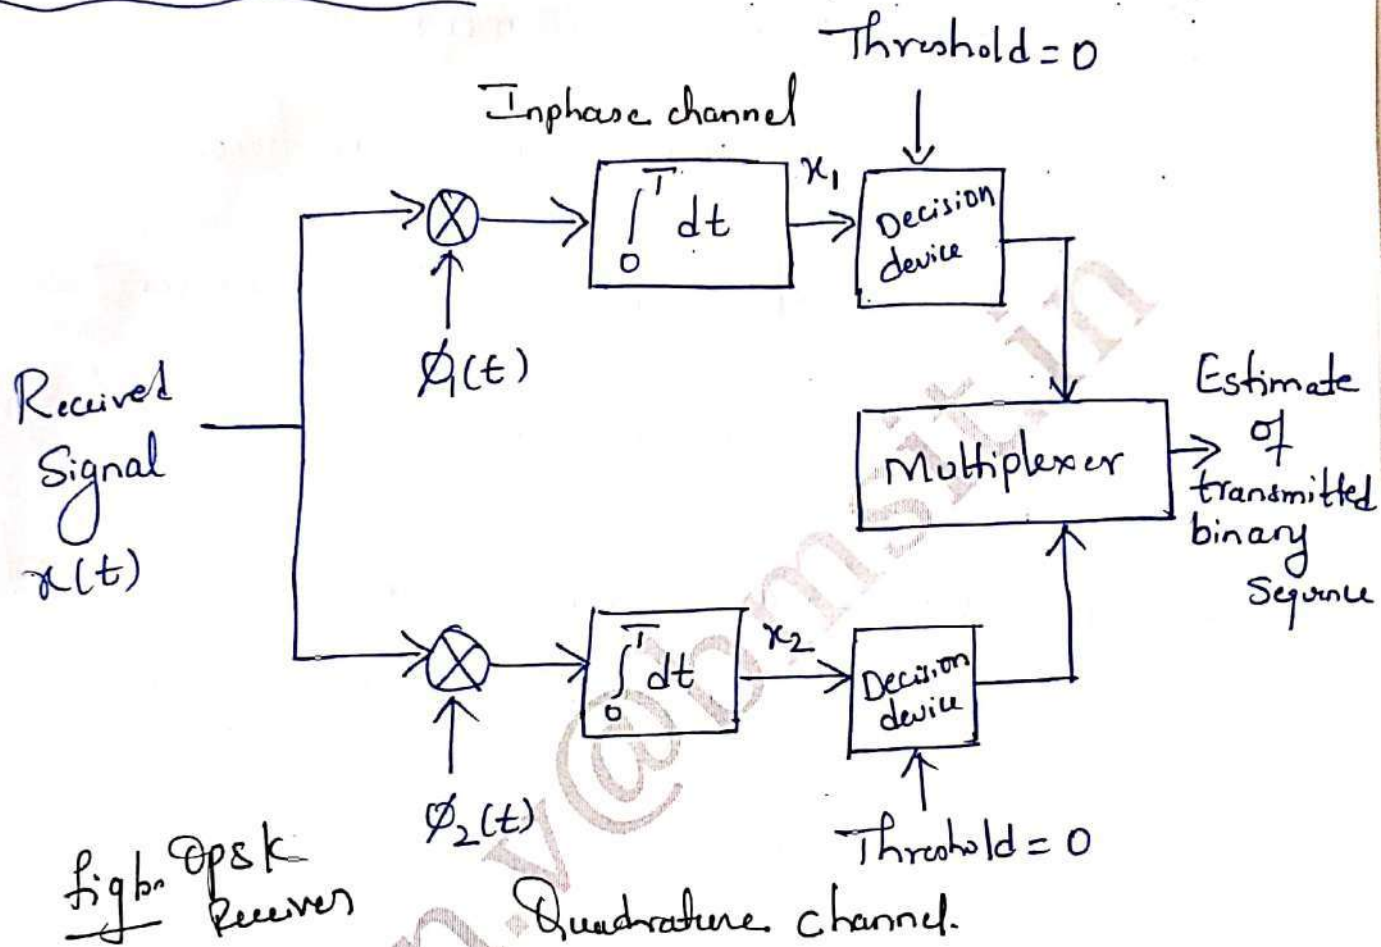 Threshold = 0
Inphase channel
∫₀ᵀ dt
x₁
Decision
device
ϕ₁(t)
Received
Signal
x(t)
Multiplexer
Estimate
of
transmitted
binary
Sequence
∫₀ᵀ dt
x₂
Decision
device
ϕ₂(t)
Threshold = 0
fig b. Qpsk
Receiver
Quadrature channel.